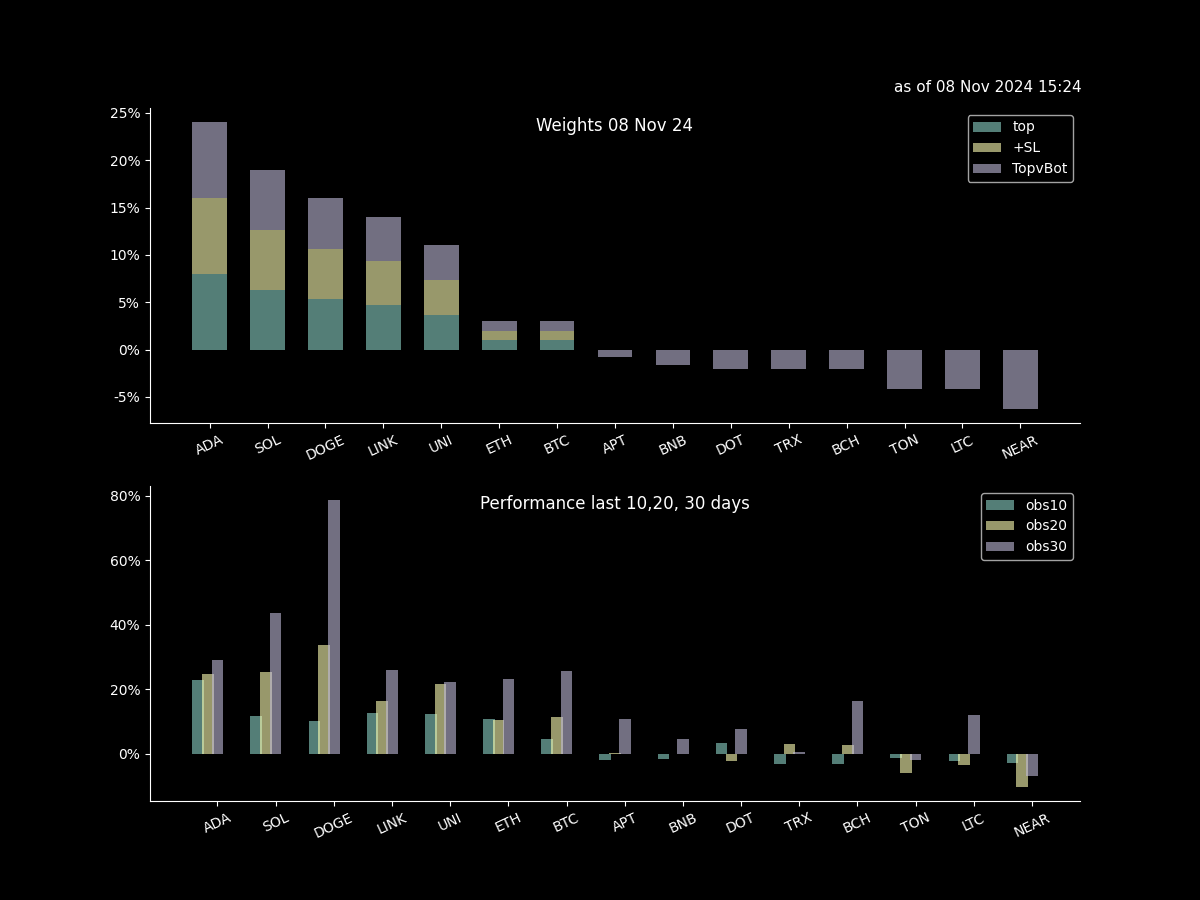 as of 08 Nov 2024 15:24
Weights 08 Nov 24
top
+SL
TopvBot
25%
20%
15%
10%
5%
0%
-5%
ADA SOL DOGE LINK UNI ETH BTC APT BNB DOT TRX BCH TON LTC NEAR
Performance last 10,20, 30 days
obs10
obs20
obs30
80%
60%
40%
20%
0%
ADA SOL DOGE LINK UNI ETH BTC APT BNB DOT TRX BCH TON LTC NEAR